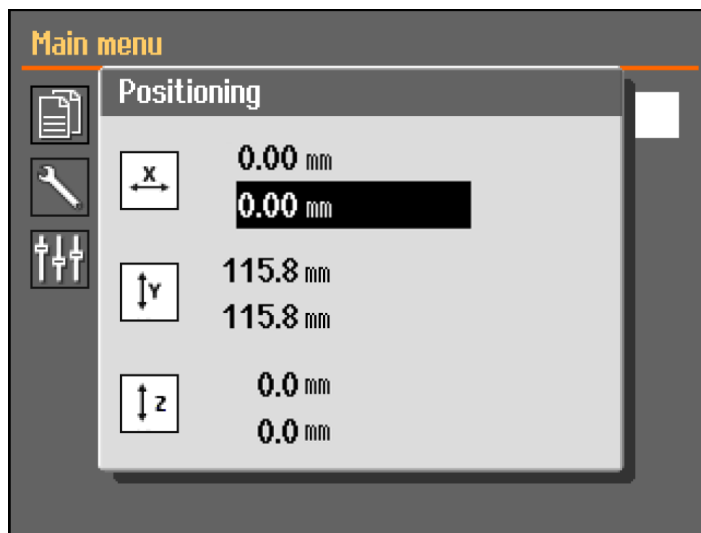 Main menu
Positioning
X
0.00 mm
0.00 mm
Y
115.8 mm
115.8 mm
Z
0.0 mm
0.0 mm